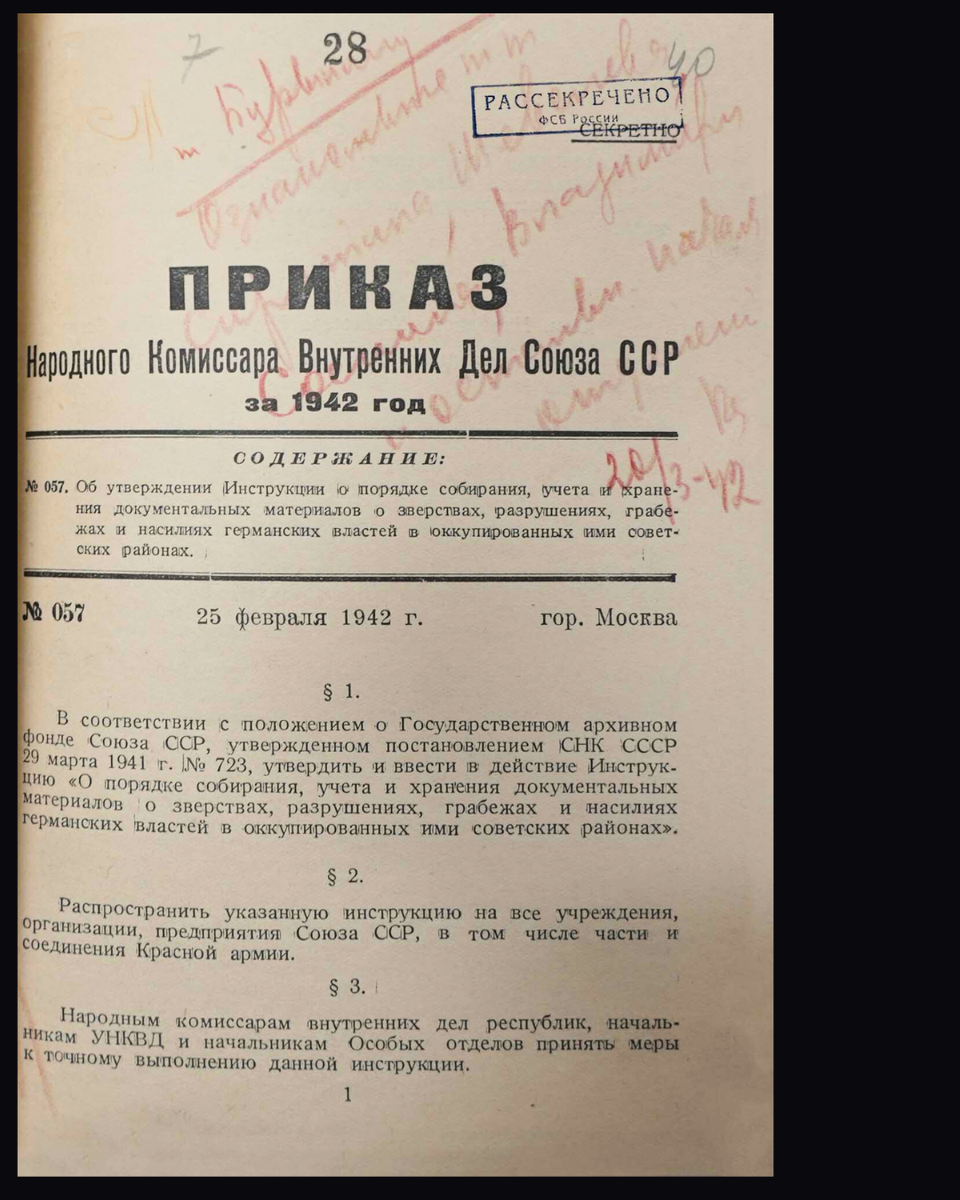 7
28
40
РАССЕКРЕЧЕНО
ФСБ России
СЕКРЕТНО
ПРИКАЗ
Народного Комиссара Внутренних Дел Союза ССР
за 1942 год
СОДЕРЖАНИЕ:
№ 057. Об утверждении Инструкции о порядке собирания, учета и хране-
ния документальных материалов о зверствах, разрушениях, грабе-
жах и насилиях германских властей в оккупированных ими совет-
ских районах.
20/3-42
№ 057 25 февраля 1942 г. гор. Москва
§ 1.
В соответствии с положением о Государственном архивном
фонде Союза ССР, утвержденном постановлением СНК СССР
29 марта 1941 г. № 723, утвердить и ввести в действие Инструк-
цию «О порядке собирания, учета и хранения документальных
материалов о зверствах, разрушениях, грабежах и насилиях
германских властей в оккупированных ими советских районах».
§ 2.
Распространить указанную инструкцию на все учреждения,
организации, предприятия Союза ССР, в том числе части и
соединения Красной армии.
§ 3.
Народным комиссарам внутренних дел республик, началь-
никам УНКВД и начальникам Особых отделов принять меры
к точному выполнению данной инструкции.
1